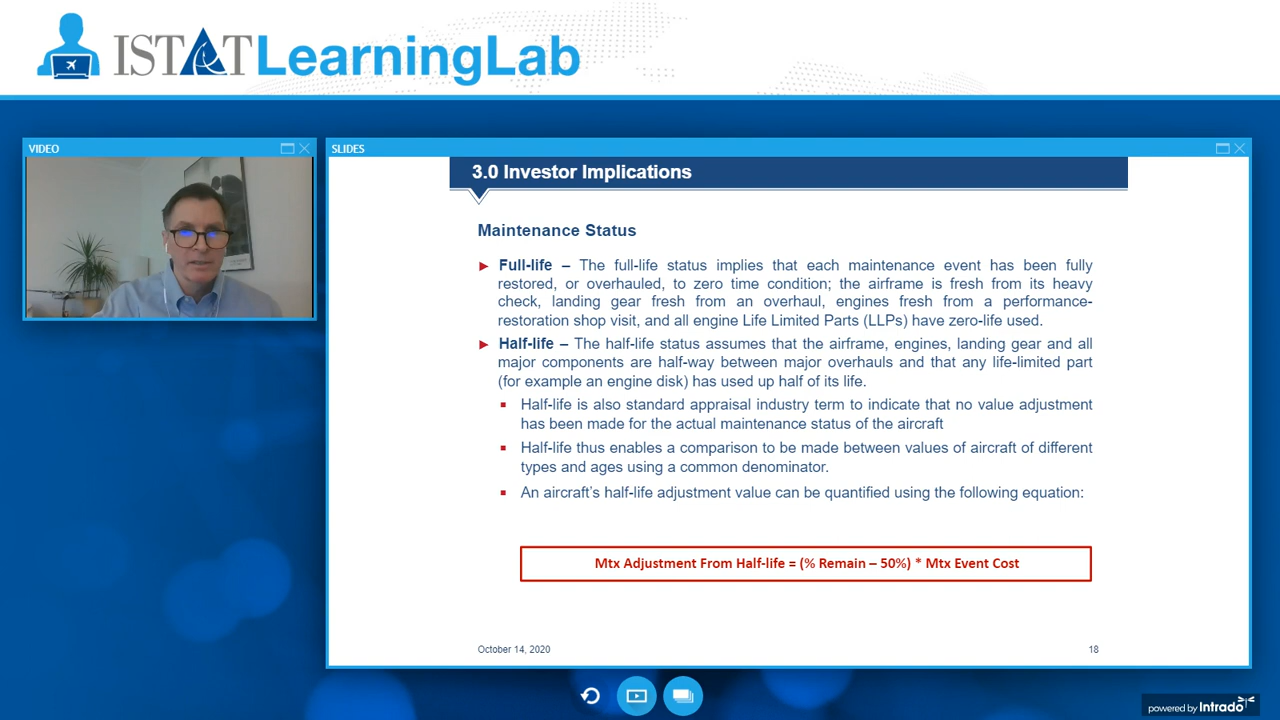 ISTAT LearningLab
VIDEO
SLIDES
3.0 Investor Implications
Maintenance Status
Full-life – The full-life status implies that each maintenance event has been fully
restored, or overhauled, to zero time condition; the airframe is fresh from its heavy
check, landing gear fresh from an overhaul, engines fresh from a performance-
restoration shop visit, and all engine Life Limited Parts (LLPs) have zero-life used.
Half-life – The half-life status assumes that the airframe, engines, landing gear and all
major components are half-way between major overhauls and that any life-limited part
(for example an engine disk) has used up half of its life.
Half-life is also standard appraisal industry term to indicate that no value adjustment
has been made for the actual maintenance status of the aircraft
Half-life thus enables a comparison to be made between values of aircraft of different
types and ages using a common denominator.
An aircraft's half-life adjustment value can be quantified using the following equation:
Mtx Adjustment From Half-life = (% Remain – 50%) * Mtx Event Cost
October 14, 2020
18
powered by Intrado